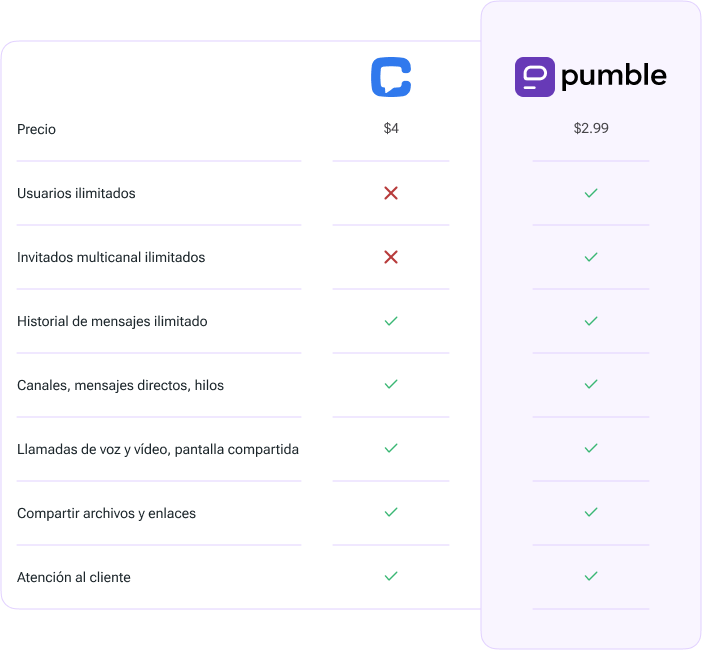 pumble
Precio $4 $2.99
Usuarios ilimitados
Invitados multicanal ilimitados
Historial de mensajes ilimitado
Canales, mensajes directos, hilos
Llamadas de voz y vídeo, pantalla compartida
Compartir archivos y enlaces
Atención al cliente